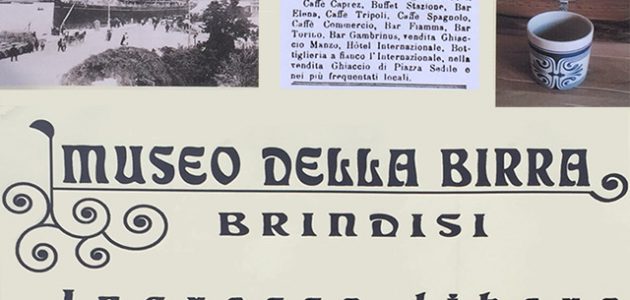 Caffè Caprez, Buffet Stazione, Bar
Elena, Caffè Tripoli, Caffè Spagnolo,
Caffè Commercio, Bar Fiamma, Bar
Torino, Bar Gambrinus, vendita Ghiac-
cio Manzo, Hôtel Internazionale, Bot-
tiglieria a fianco l'Internazionale, nella
vendita Ghiaccio di Piazza Sedile e
nei più frequentati locali.
MUSEO DELLA BIRRA
BRINDISI
Ingresso libero